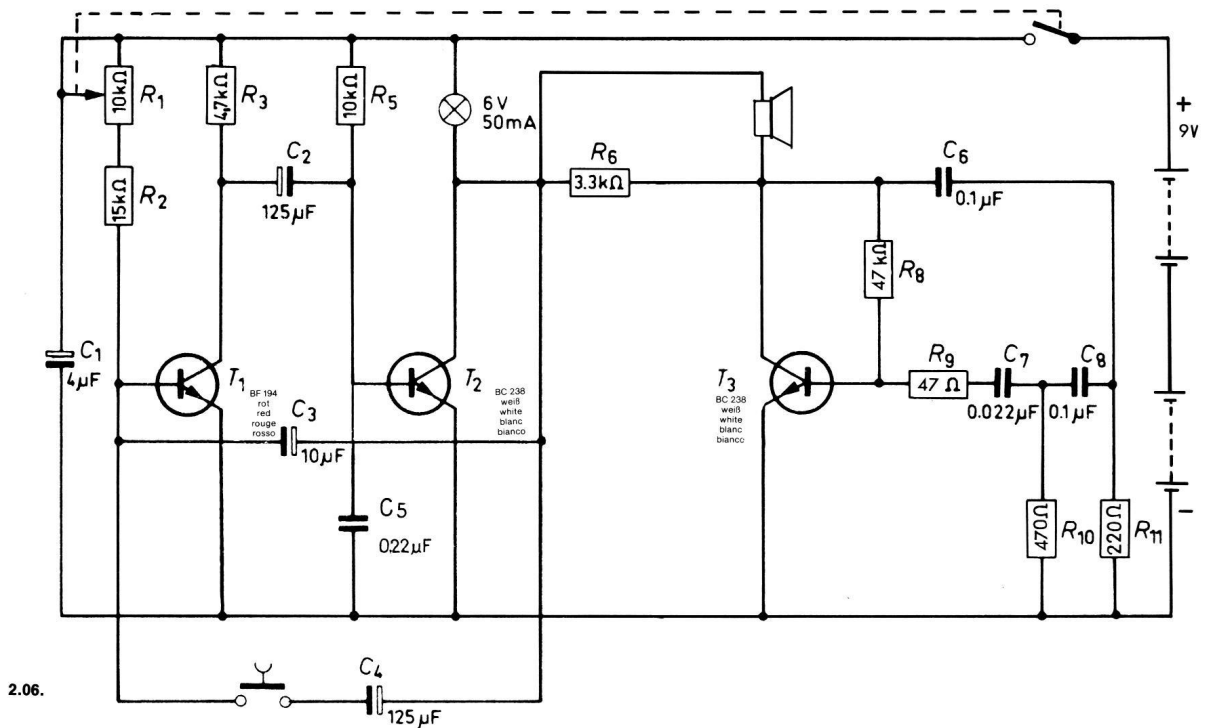 10kΩ
R1
4,7kΩ
R3
10kΩ
R5
6V
50mA
+
9V
15kΩ
R2
C2
125µF
R6
3.3kΩ
C6
0.1µF
47 kΩ
R8
C1
4µF
T1
BF 194
rot
red
rouge
rosso
C3
10µF
T2
BC 238
weiß
white
blanc
bianco
T3
BC 238
weiß
white
blanc
bianco
R9
47 Ω
C7
0.022µF
C8
0.1µF
C5
0.22µF
470Ω
R10
220Ω
R11
-
2.06.
C4
125µF